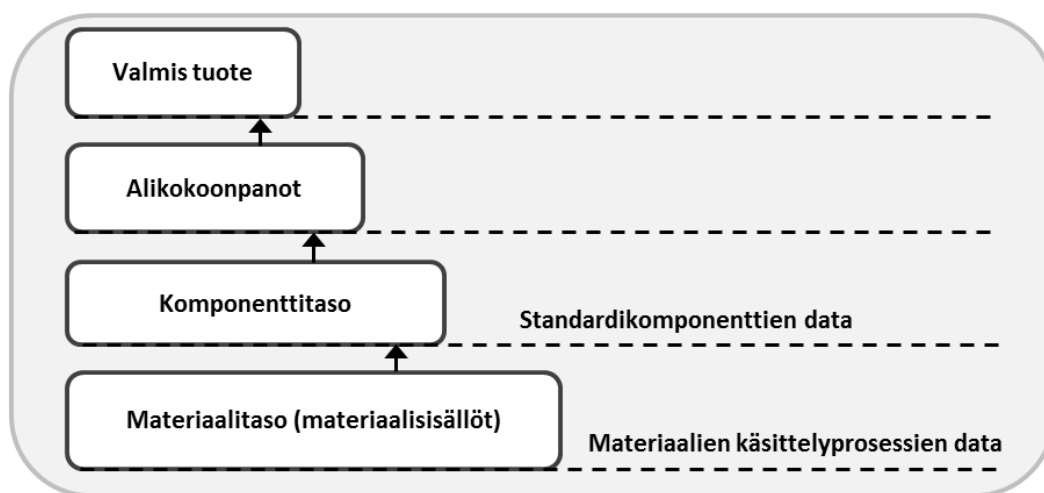 Valmis tuote
Alikokoonpanot
Komponenttitaso
Standardikomponenttien data
Materiaalitaso (materiaalisisällöt)
Materiaalien käsittelyprosessien data